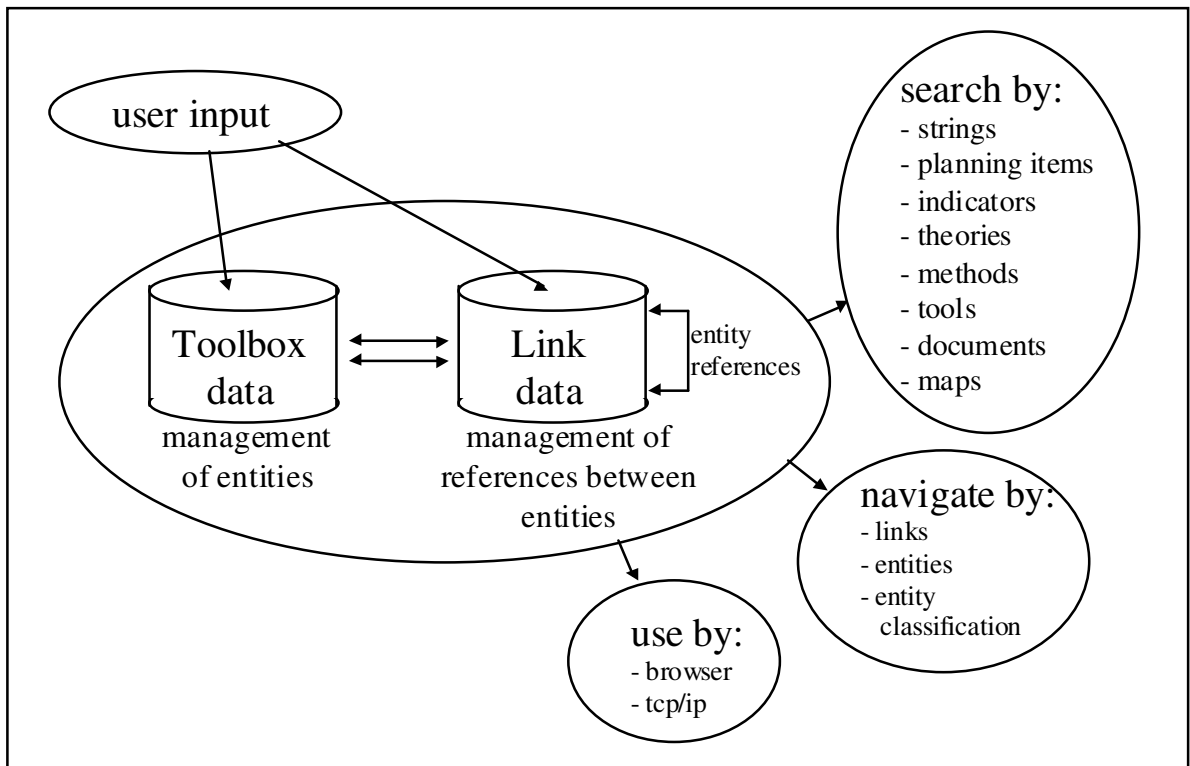 user input
Toolbox
data
management
of entities
Link
data
management of
references between
entities
entity
references
search by:
- strings
- planning items
- indicators
- theories
- methods
- tools
- documents
- maps
navigate by:
- links
- entities
- entity
classification
use by:
- browser
- tcp/ip